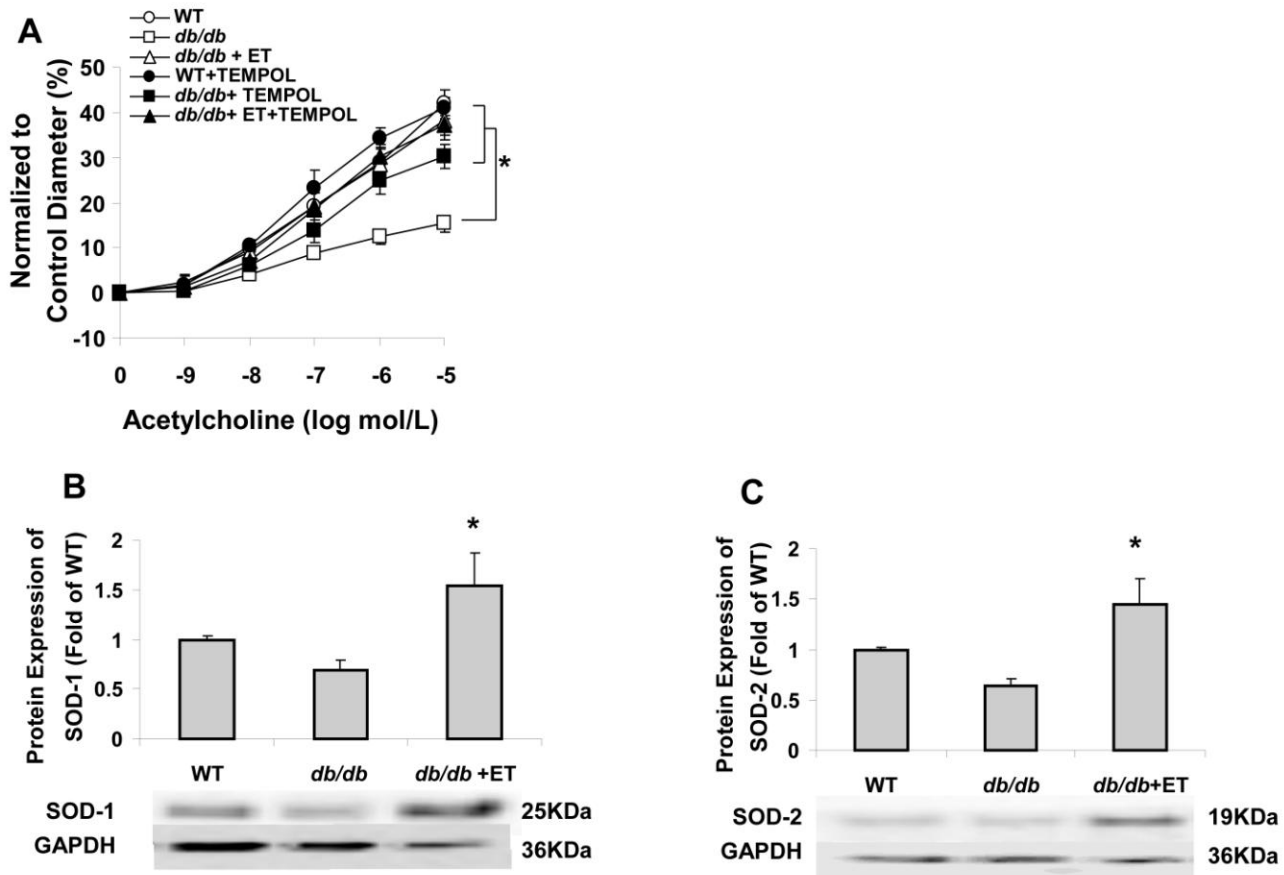 A
WT
db/db
db/db + ET
WT+TEMPOL
db/db+ TEMPOL
db/db+ ET+TEMPOL
Normalized to
Control Diameter (%)
50
40
30
20
10
0
-10
*
0 -9 -8 -7 -6 -5
Acetylcholine (log mol/L)
B
Protein Expression of
SOD-1 (Fold of WT)
2
1.5
1
0.5
0
*
WT db/db db/db +ET
SOD-1 25KDa
GAPDH 36KDa
C
Protein Expression of
SOD-2 (Fold of WT)
2
1.5
1
0.5
0
*
WT db/db db/db+ET
SOD-2 19KDa
GAPDH 36KDa